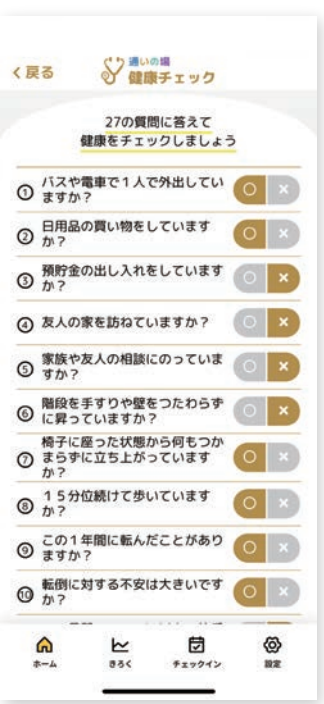 戻る
通いの場
健康チェック
27の質問に答えて
健康をチェックしましょう
① バスや電車で1人で外出してい
ますか?
② 日用品の買い物をしています
か?
③ 預貯金の出し入れをしています
か?
④ 友人の家を訪ねていますか?
⑤ 家族や友人の相談にのっていま
すか?
⑥ 階段を手すりや壁をつたわらず
に昇っていますか?
⑦ 椅子に座った状態から何もつか
まらずに立ち上がっています
か?
⑧ 15分位続けて歩いています
か?
⑨ この1年間に転んだことがあり
ますか?
⑩ 転倒に対する不安は大きいです
か?
ホーム きろく チェックイン 設定